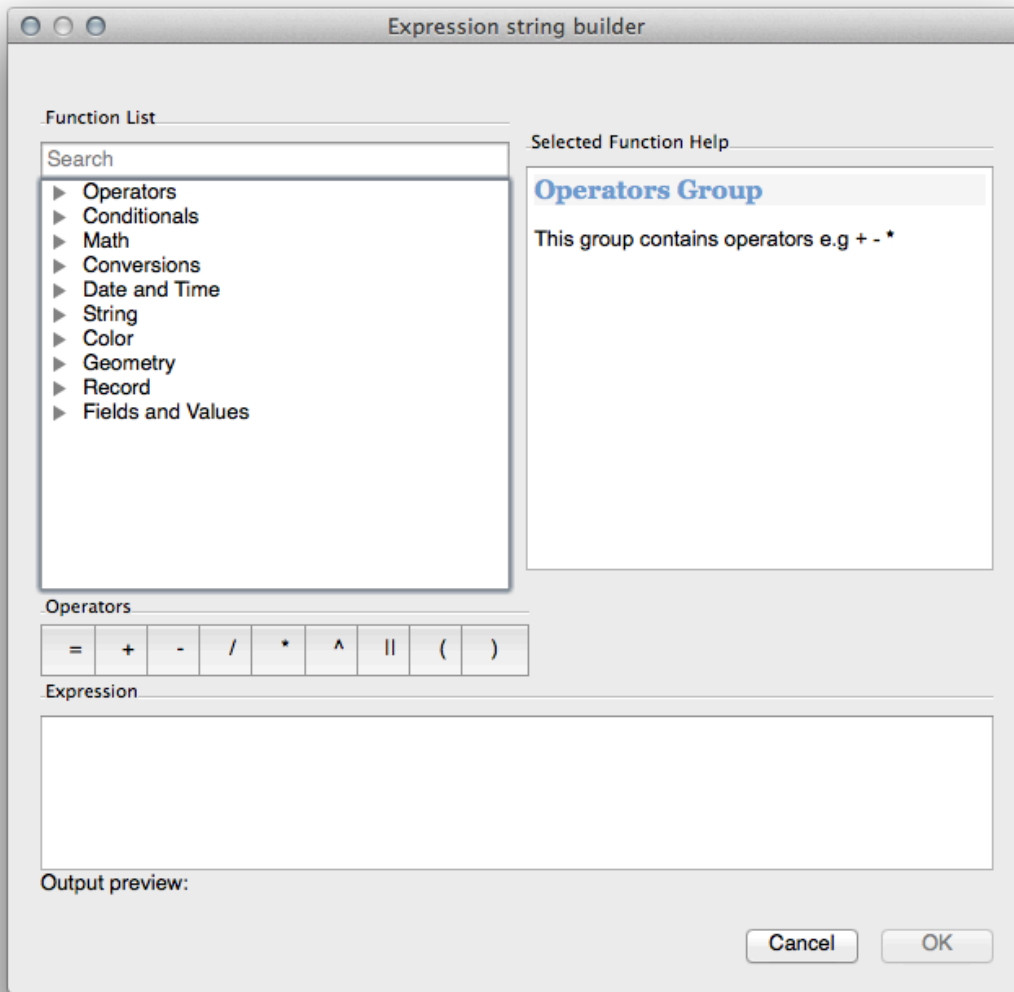 Expression string builder
Function List
Search
Operators
Conditionals
Math
Conversions
Date and Time
String
Color
Geometry
Record
Fields and Values
Selected Function Help
Operators Group
This group contains operators e.g + - *
Operators
= + - / * ^ || ( )
Expression
Output preview:
Cancel OK